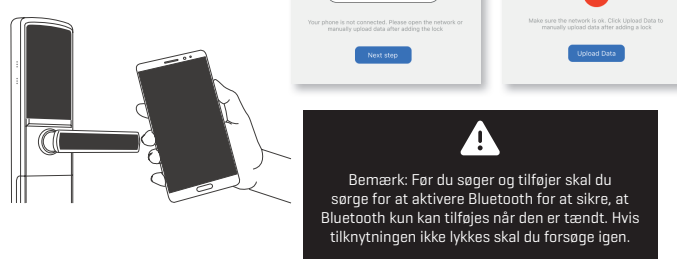 Your phone is not connected. Please open the network or
manually upload data after adding the lock
Next step
Make sure the network is ok. Click Upload Data to
manually upload data after adding a lock
Upload Data
Bemærk: Før du søger og tilføjer skal du
sørge for at aktivere Bluetooth for at sikre, at
Bluetooth kun kan tilføjes når den er tændt. Hvis
tilknytningen ikke lykkes skal du forsøge igen.